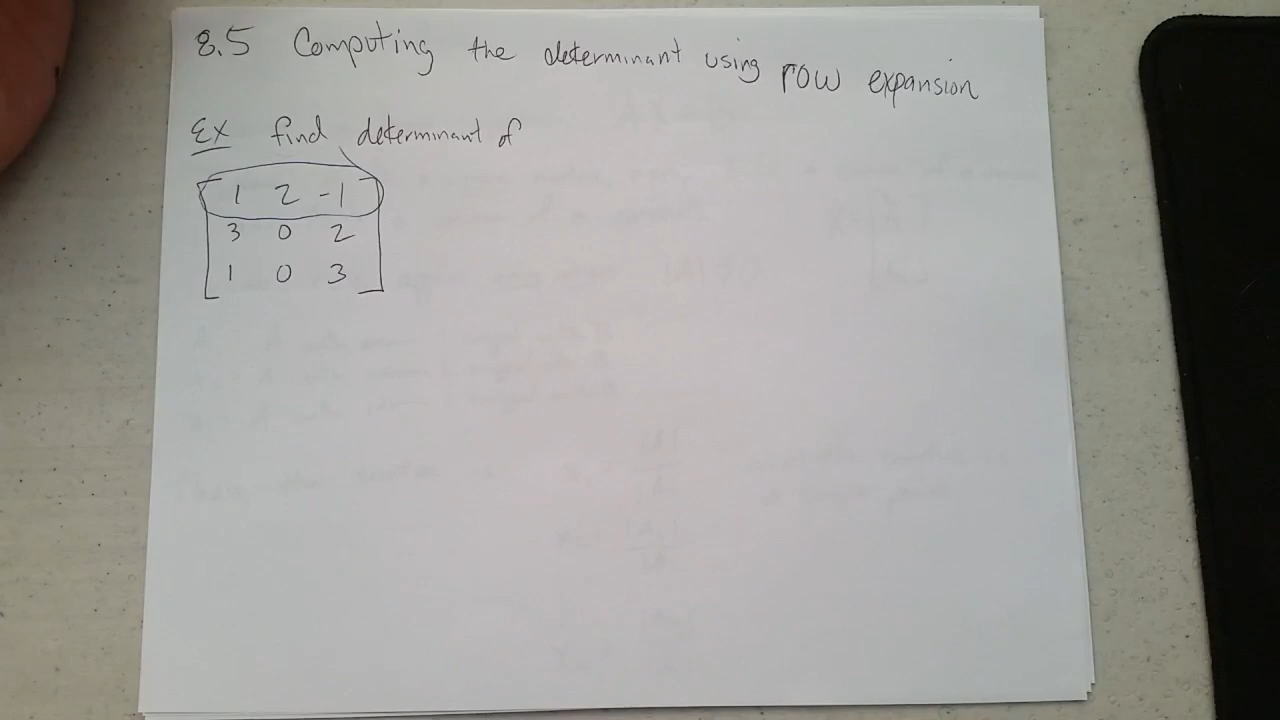 8.5 Computing the determinant using row expansion
Ex find determinant of
1 2 -1
3 0 2
1 0 3